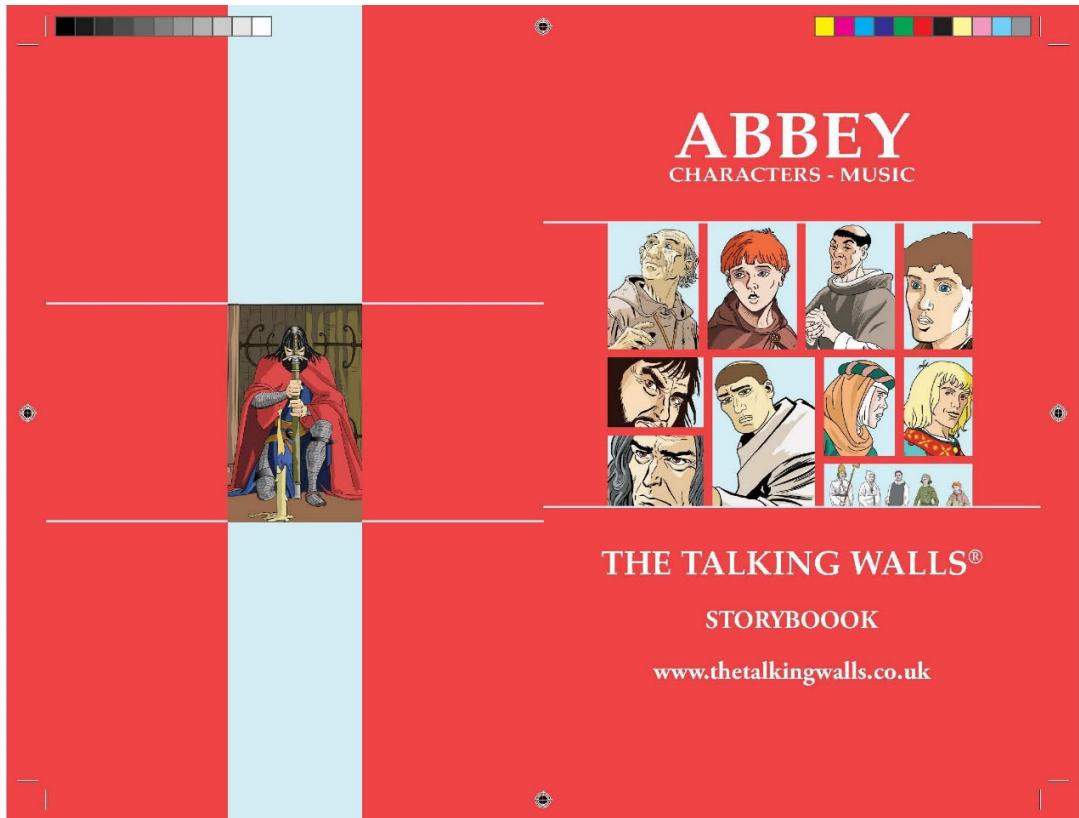 ABBEY
CHARACTERS - MUSIC
THE TALKING WALLS®
STORYBOOOK
www.thetalkingwalls.co.uk